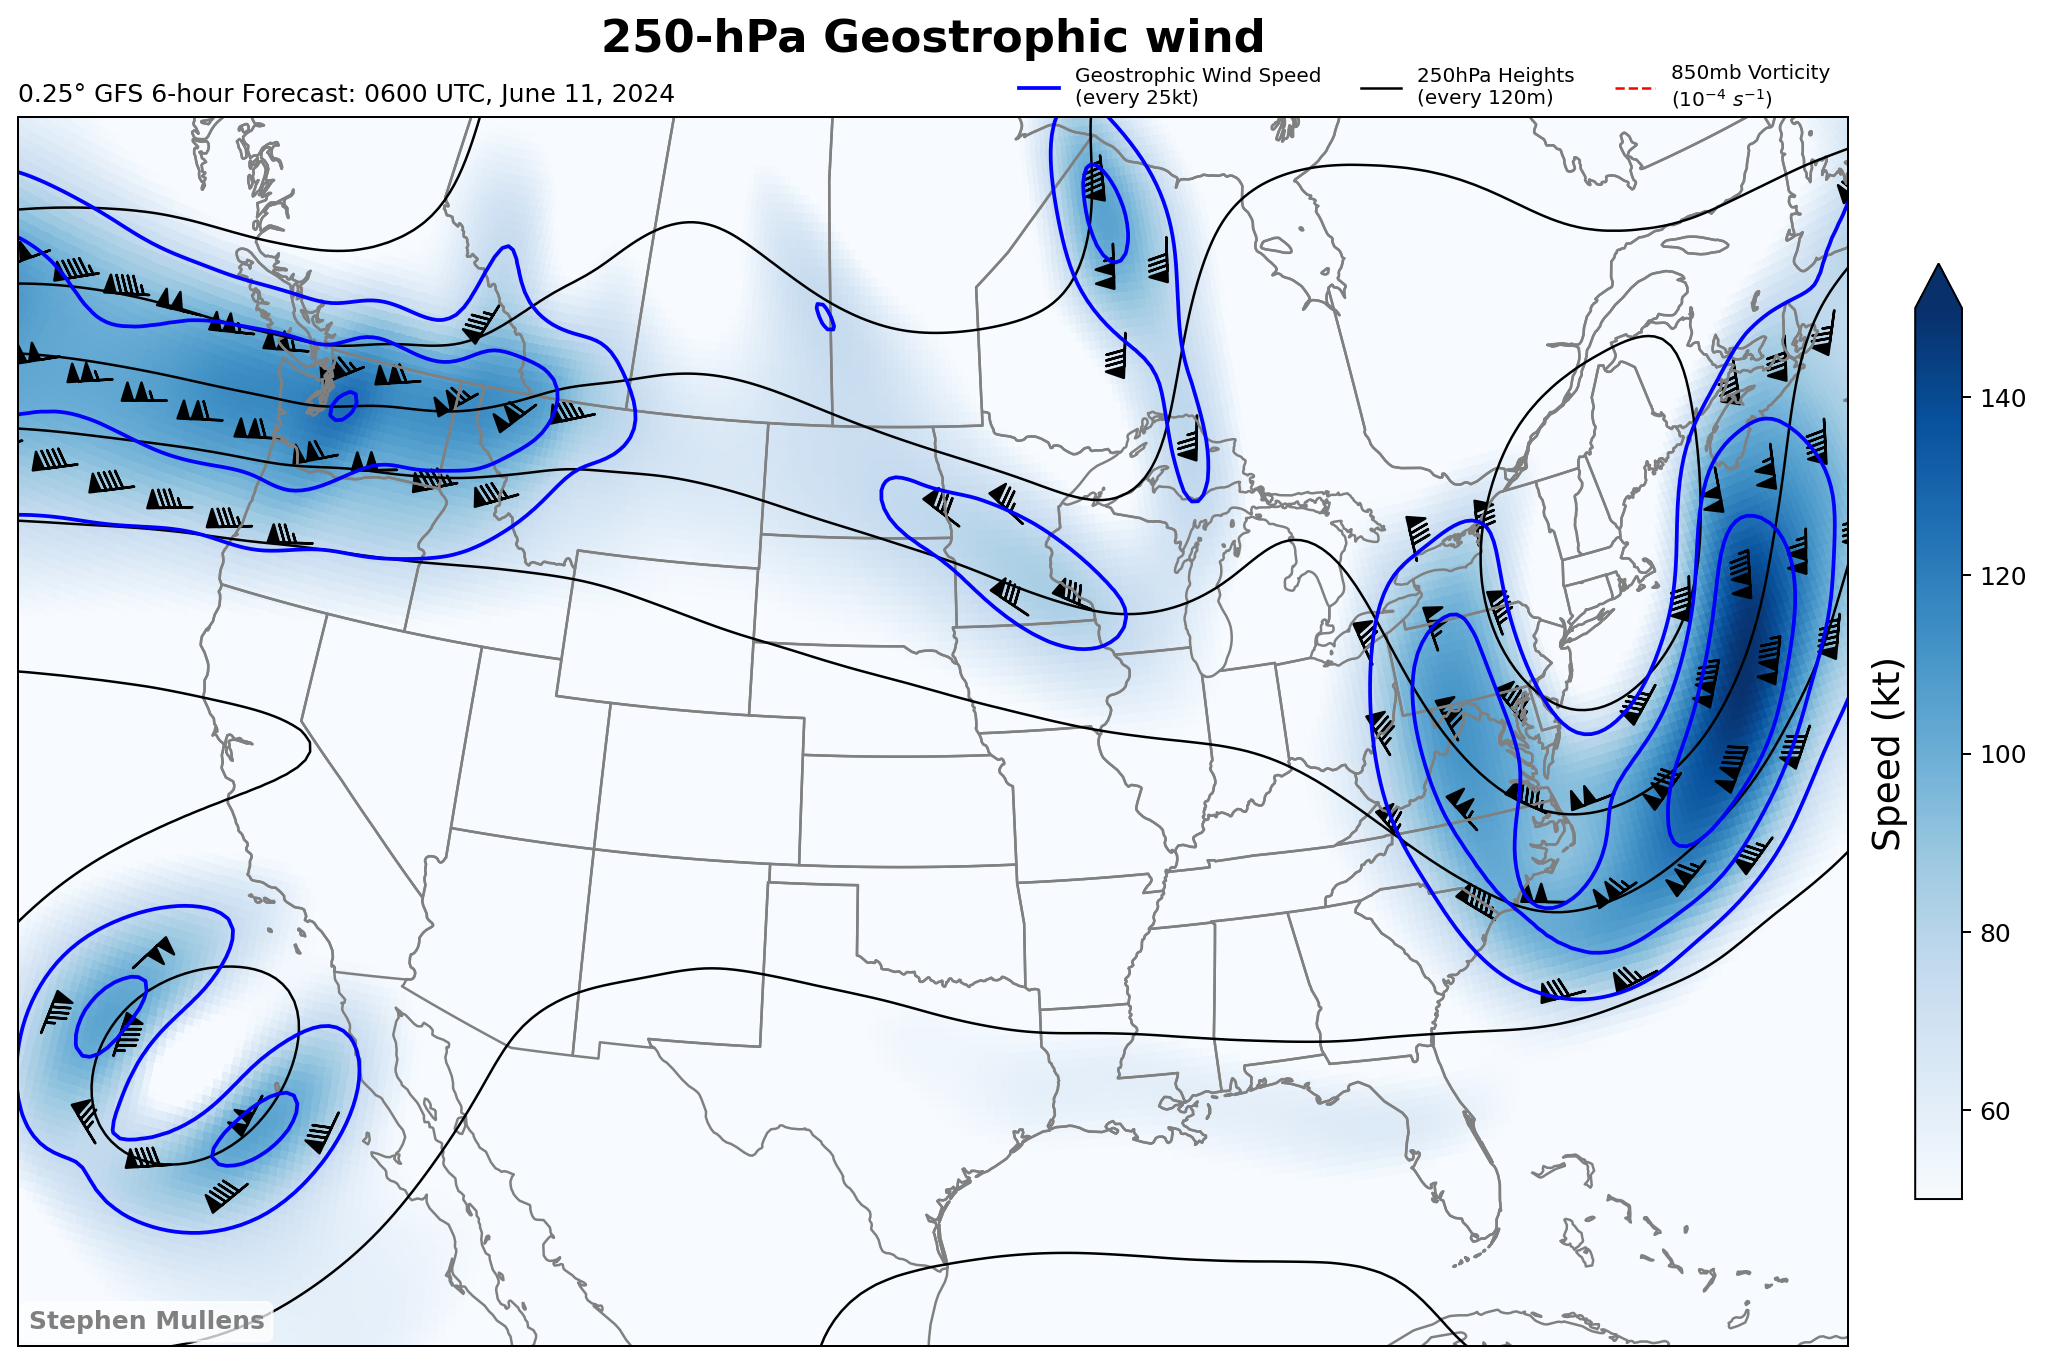 250-hPa Geostrophic wind
0.25° GFS 6-hour Forecast: 0600 UTC, June 11, 2024
Geostrophic Wind Speed
(every 25kt)
250hPa Heights
(every 120m)
850mb Vorticity
(10⁻⁴ s⁻¹)
140
120
100
80
60
Speed (kt)
Stephen Mullens